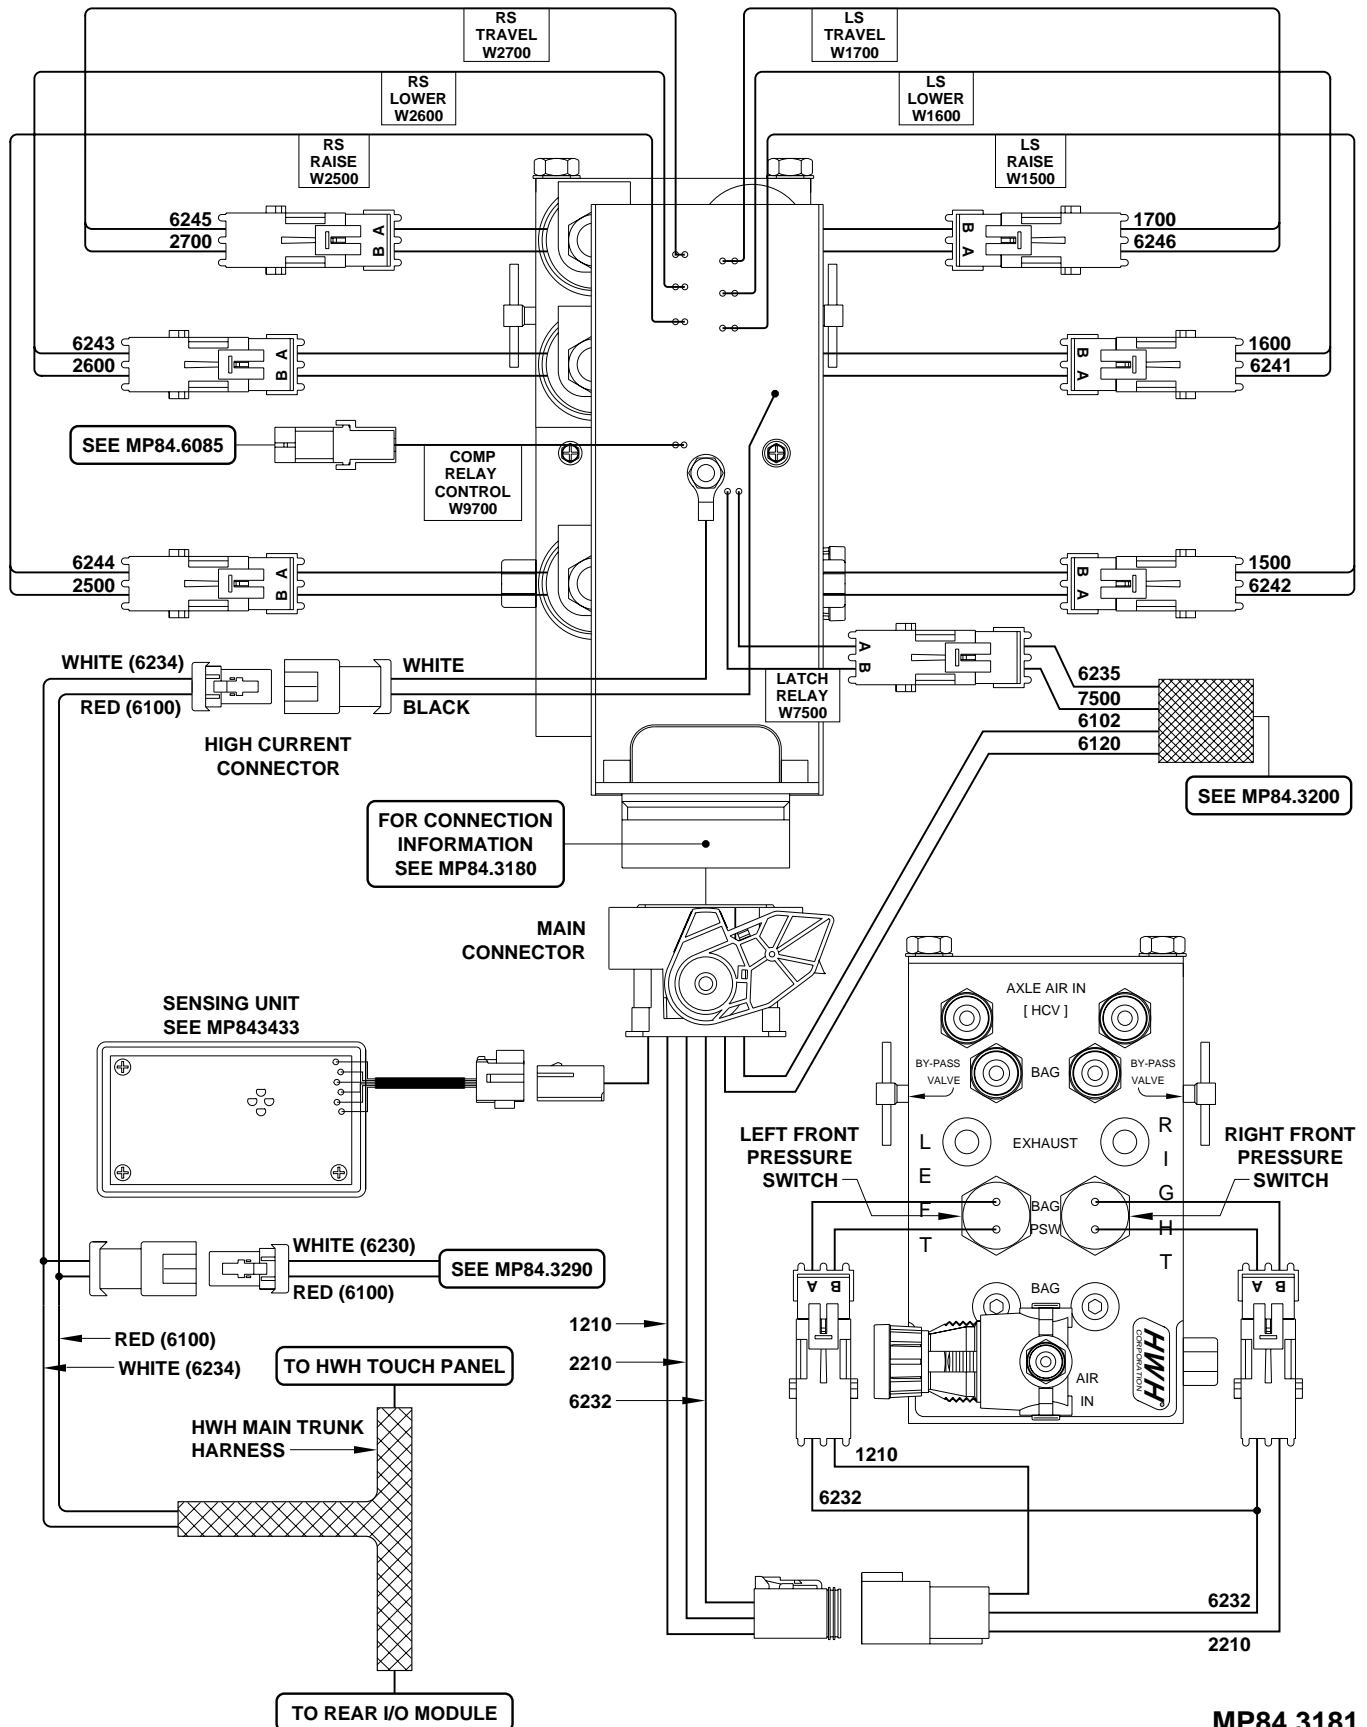 RS
TRAVEL
W2700
LS
TRAVEL
W1700
RS
LOWER
W2600
LS
LOWER
W1600
RS
RAISE
W2500
LS
RAISE
W1500
6245
2700
A
B
B
A
1700
6246
6243
2600
A
B
B
A
1600
6241
SEE MP84.6085
COMP
RELAY
CONTROL
W9700
6244
2500
A
B
B
A
1500
6242
WHITE (6234)
RED (6100)
WHITE
BLACK
HIGH CURRENT
CONNECTOR
LATCH
RELAY
W7500
A
B
6235
7500
6102
6120
SEE MP84.3200
FOR CONNECTION
INFORMATION
SEE MP84.3180
MAIN
CONNECTOR
SENSING UNIT
SEE MP843433
AXLE AIR IN
[ HCV ]
BY-PASS
VALVE
BAG
BY-PASS
VALVE
LEFT
EXHAUST
RIGHT
LEFT FRONT
PRESSURE
SWITCH
RIGHT FRONT
PRESSURE
SWITCH
BAG
PSW
A
B
A
B
BAG
AIR
IN
HWH®
CORPORATION
WHITE (6230)
RED (6100)
SEE MP84.3290
RED (6100)
WHITE (6234)
TO HWH TOUCH PANEL
HWH MAIN TRUNK
HARNESS
TO REAR I/O MODULE
1210
2210
6232
1210
6232
6232
2210
MP84.3181